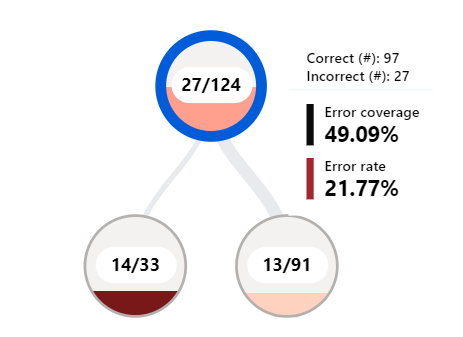 27/124
Correct (#): 97
Incorrect (#): 27
Error coverage
49.09%
Error rate
21.77%
14/33
13/91